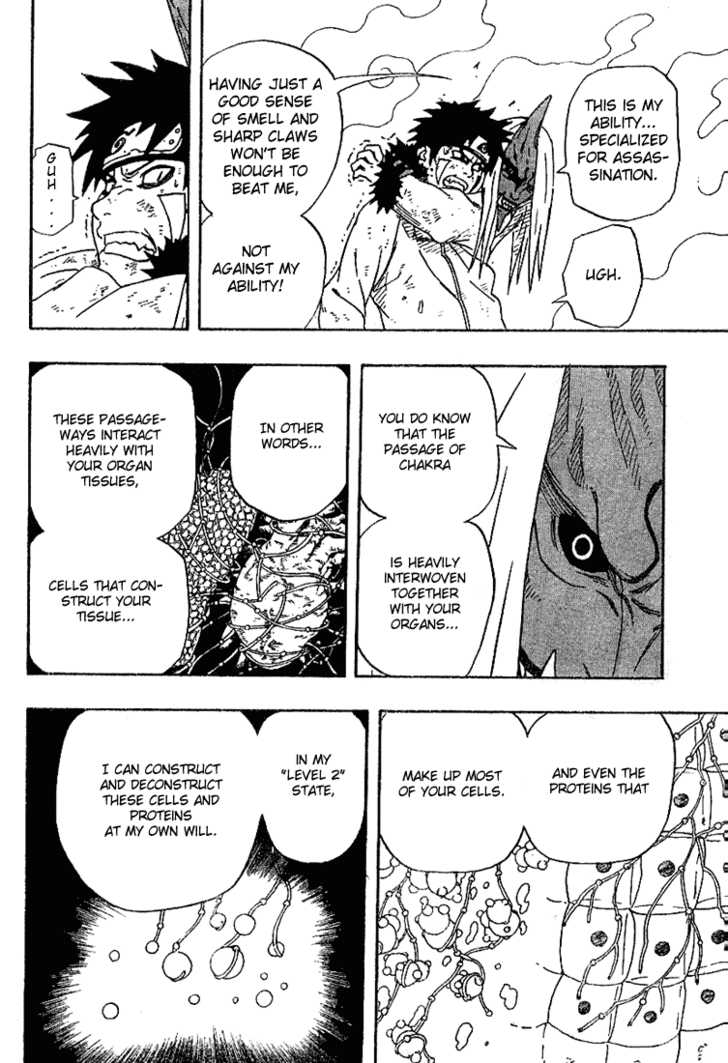 THIS IS MY
ABILITY...
SPECIALIZED
FOR ASSAS-
SINATION.
UGH.
HAVING JUST A
GOOD SENSE
OF SMELL AND
SHARP CLAWS
WON'T BE
ENOUGH TO
BEAT ME,
NOT
AGAINST MY
ABILITY!
GUH...
YOU DO KNOW
THAT THE
PASSAGE OF
CHAKRA
IS HEAVILY
INTERWOVEN
TOGETHER
WITH YOUR
ORGANS...
IN OTHER
WORDS...
THESE PASSAGE-
WAYS INTERACT
HEAVILY WITH
YOUR ORGAN
TISSUES,
CELLS THAT CON-
STRUCT YOUR
TISSUE...
AND EVEN THE
PROTEINS THAT
MAKE UP MOST
OF YOUR CELLS.
IN MY
"LEVEL 2"
STATE,
I CAN CONSTRUCT
AND DECONSTRUCT
THESE CELLS AND
PROTEINS
AT MY OWN WILL.